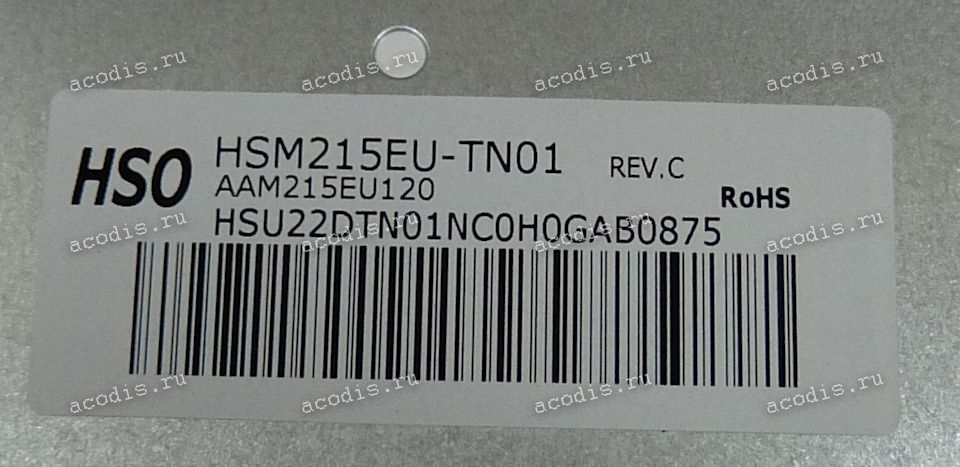 HSO
HSM215EU-TN01 REV.C
AAM215EU120
RoHS
HSU22DTN01NC0H0GAB0875
acodis.ru acodis.ru acodis.ru acodis.ru
acodis.ru acodis.ru acodis.ru acodis.ru
acodis.ru acodis.ru acodis.ru acodis.ru